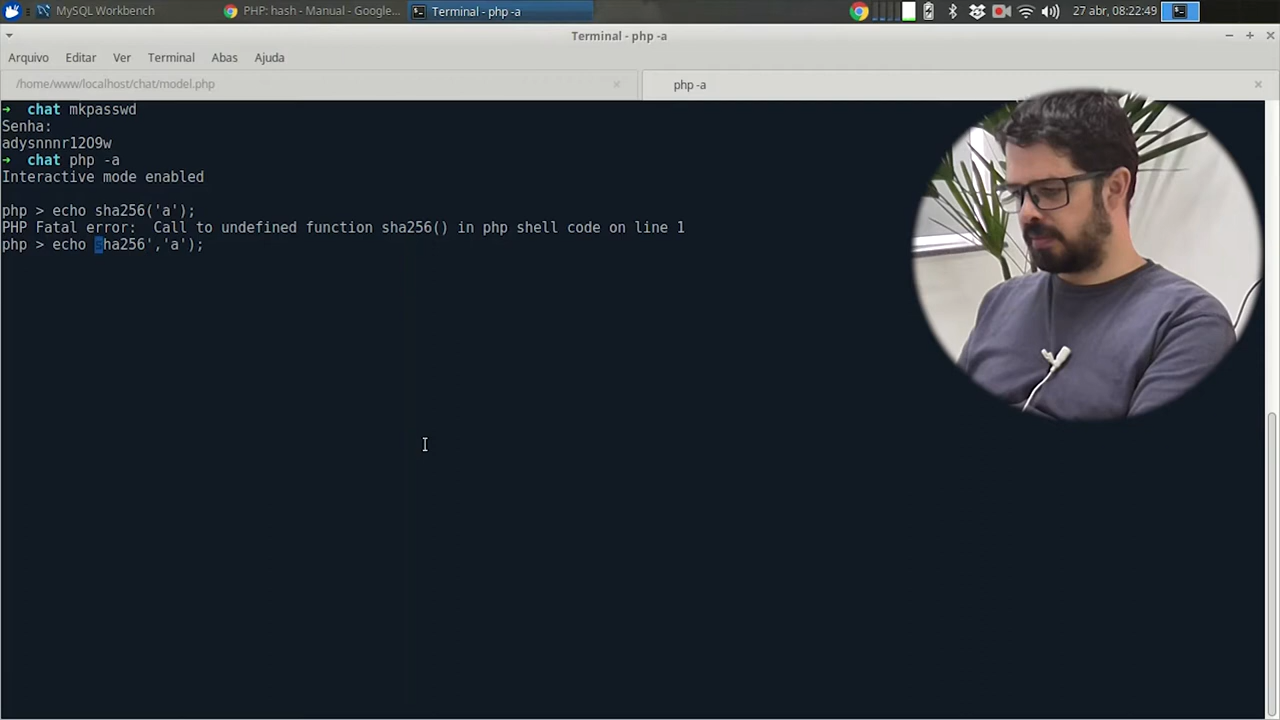 MySQL Workbench
PHP: hash - Manual - Google...
Terminal - php -a
27 abr, 08:22:49
Terminal - php -a
Arquivo Editar Ver Terminal Abas Ajuda
/home/www/localhost/chat/model.php
php -a
→ chat mkpasswd
Senha:
adysnnnr12O9w
→ chat php -a
Interactive mode enabled
php > echo sha256('a');
PHP Fatal error:  Call to undefined function sha256() in php shell code on line 1
php > echo sha256','a');